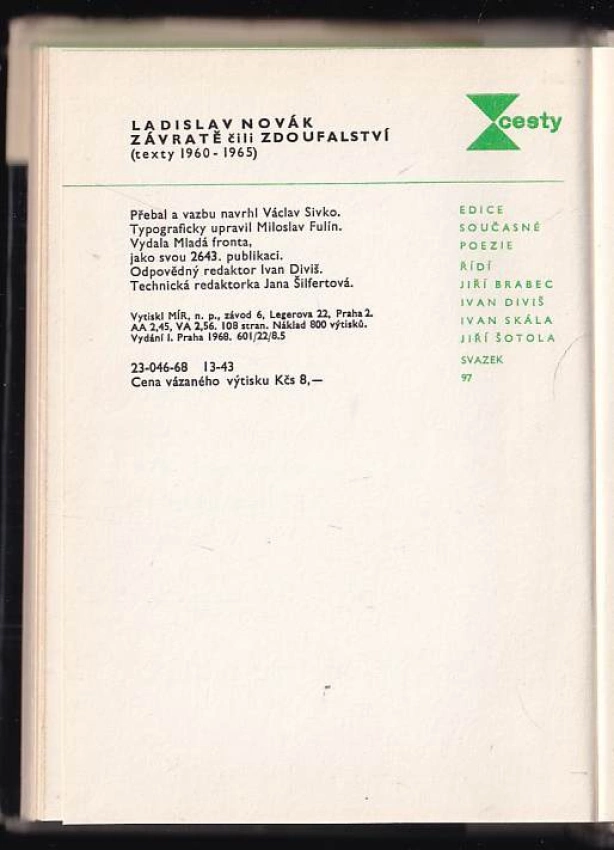 LADISLAV NOVÁK
ZÁVRATĚ čili ZDOUFALSTVÍ
(texty 1960 - 1965)
Přebal a vazbu navrhl Václav Sivko.
Typograficky upravil Miloslav Fulín.
Vydala Mladá fronta,
jako svou 2643. publikaci.
Odpovědný redaktor Ivan Diviš.
Technická redaktorka Jana Šilfertová.
Vytiskl MÍR, n. p., závod 6, Legerova 22, Praha 2.
AA 2,45, VA 2,56. 108 stran. Náklad 800 výtisků.
Vydání I. Praha 1968. 601/22/8.5
23-046-68 13-43
Cena vázaného výtisku Kčs 8,—
cesty
EDICE
SOUČASNÉ
POEZIE
ŘÍDÍ
JIŘÍ BRABEC
IVAN DIVIŠ
IVAN SKÁLA
JIŘÍ ŠOTOLA
SVAZEK
97